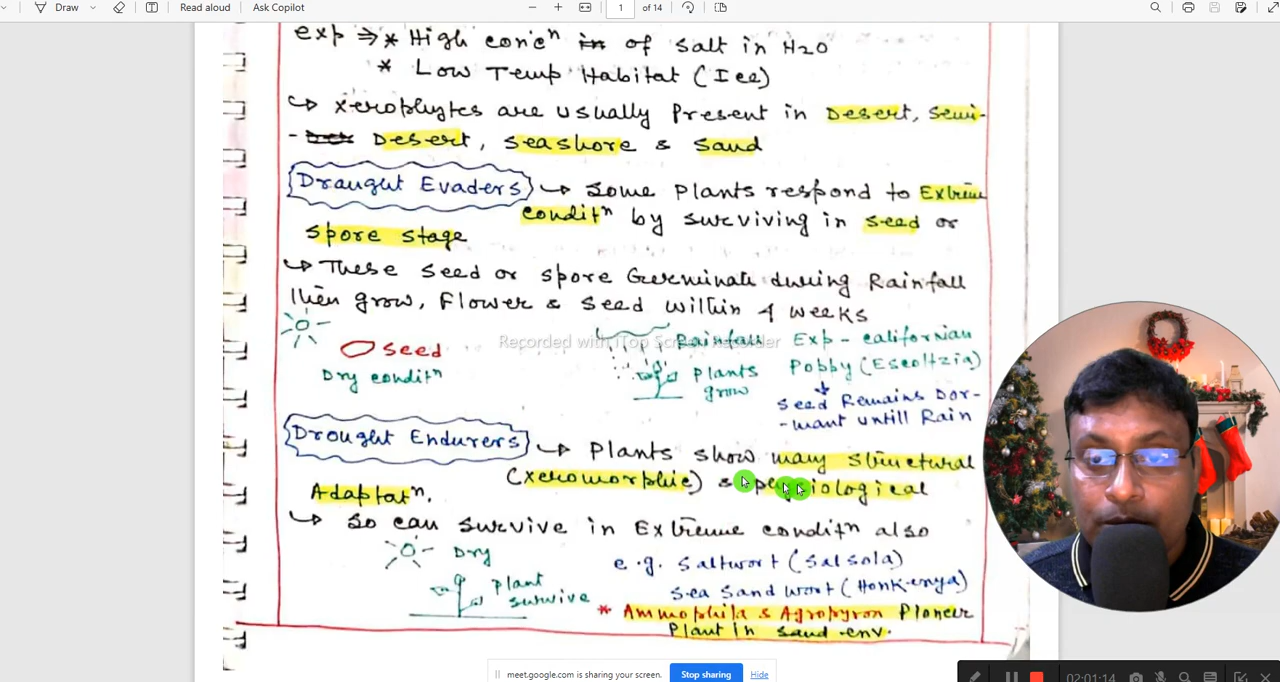 Draw
Read aloud
Ask Copilot
1
of 14
exp ⇒ * High concⁿ in of salt in H2O
* Low Temp Habitat (Ice)
↳ xerophytes are usually Present in Desert, semi-
- Desert, seashore & sand
Draught Evaders ↳ some Plants respond to Extreme
conditⁿ by surviving in seed or
spore stage
↳ These seed or spore Germinate during Rainfall
then grow, Flower & seed within 4 weeks
Recorded with iTop Screen Recorder
seed
Dry conditⁿ
Rainfall
Plants
grow
Exp - californian
Pobby (Escoltzia)
seed Remains Dor-
-mant untill Rain
Drought Endurers ↳ Plants show many structural
(xeromorphic) & physiological
Adaptatⁿ.
↳ so can survive in Extreme conditⁿ also
Dry
Plant
survive
e.g. saltwort (salsola)
sea sand wort (Honk-enya)
* Ammophila & Agropyron Pioneer
Plant in sand env.
meet.google.com is sharing your screen.
Stop sharing
Hide
02:01:14